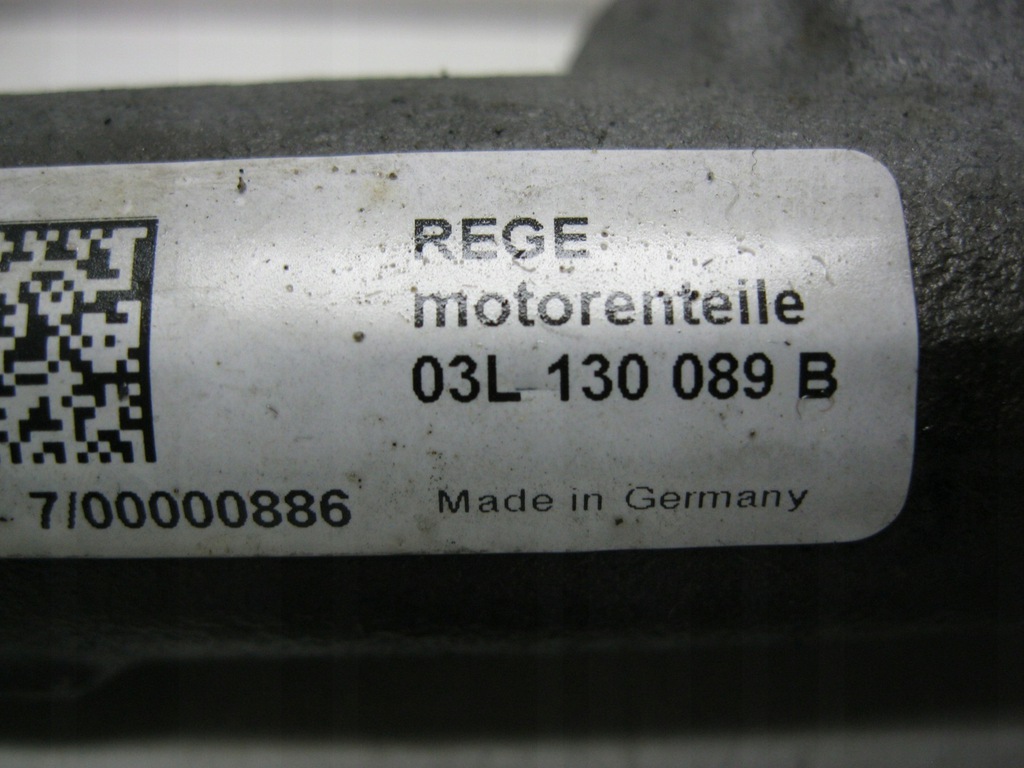 REGE
motorenteile
03L 130 089 B
7/00000886
Made in Germany